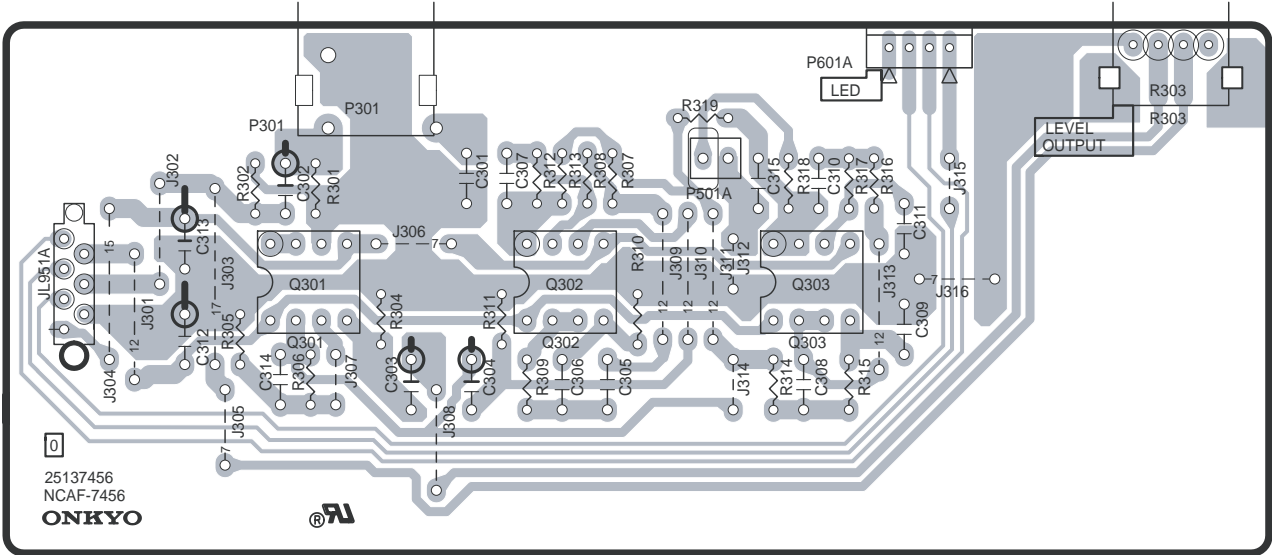 P601A
LED
R303
R303
LEVEL
OUTPUT
P301
P301
R319
J302
R302
C302
R301
C301
C307
R312
R313
R308
R307
P501A
C315
R318
C310
R317
R316
J315
JL951A
15
C313
J303
J306
7
R310
J309
J310
J311
J312
C311
J313
7
J316
J301
12
17
Q301
Q302
Q303
R304
R311
12
12
12
C309
J304
C312
R305
Q301
Q302
Q303
12
C314
R306
J307
C303
C304
R309
C306
C305
J314
R314
C308
R315
J305
7
J308
0
25137456
NCAF-7456
ONKYO
®